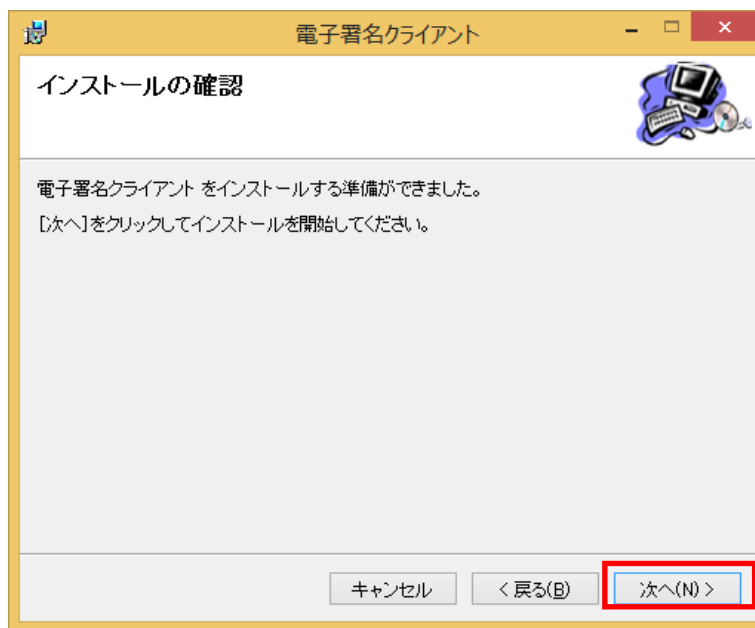 電子署名クライアント
インストールの確認
電子署名クライアント をインストールする準備ができました。
[次へ]をクリックしてインストールを開始してください。
キャンセル
< 戻る(B)
次へ(N) >